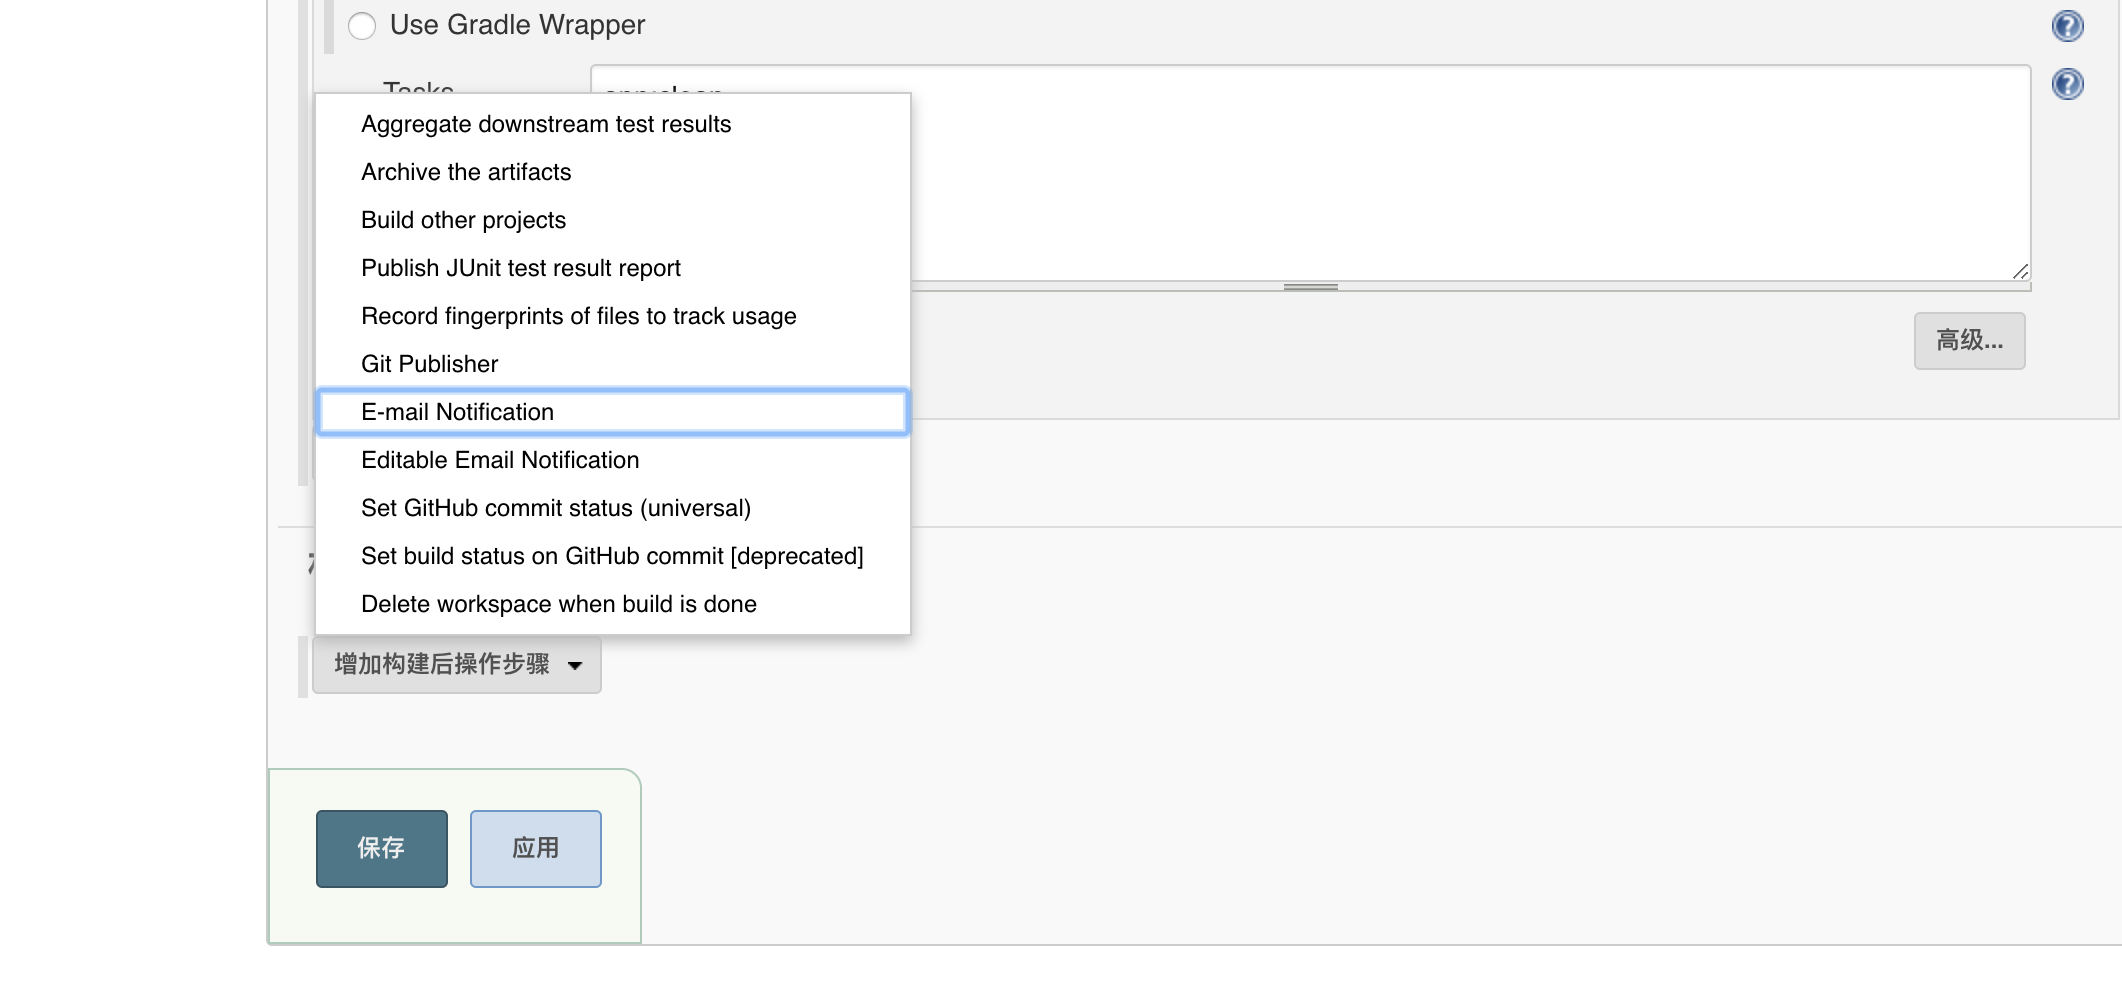 Use Gradle Wrapper
Tasks
Aggregate downstream test results
Archive the artifacts
Build other projects
Publish JUnit test result report
Record fingerprints of files to track usage
Git Publisher
E-mail Notification
Editable Email Notification
Set GitHub commit status (universal)
Set build status on GitHub commit [deprecated]
Delete workspace when build is done
高级...
增加构建后操作步骤
保存
应用